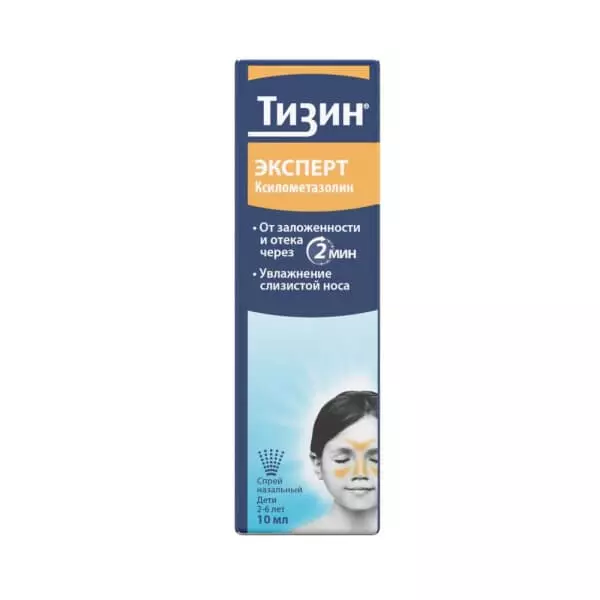 Тизин®
ЭКСПЕРТ
Ксилометазолин
• От заложенности
и отека
через 2 мин
• Увлажнение
слизистой носа
Спрей
назальный
Дети
2-6 лет
10 мл